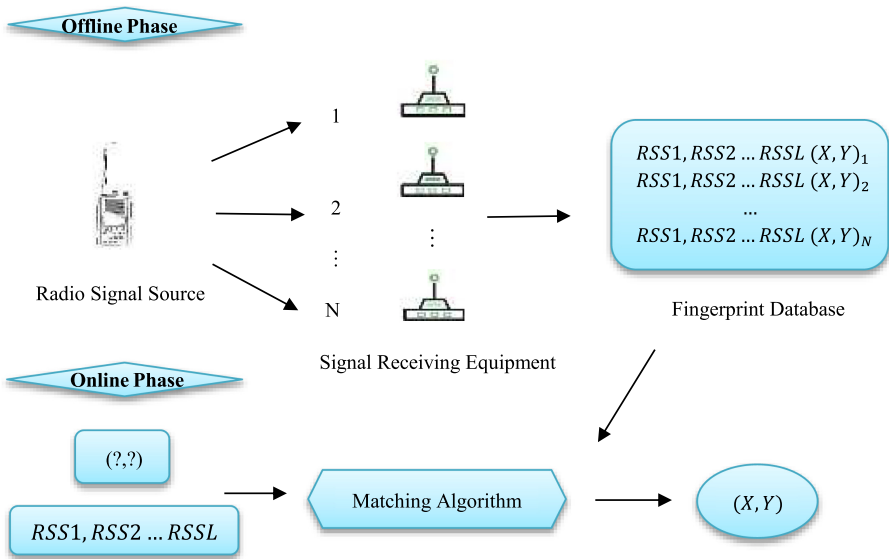 Offline Phase
1
2
⋮
N
⋮
Radio Signal Source
Signal Receiving Equipment
RSS1, RSS2 … RSSL (X, Y)₁
RSS1, RSS2 … RSSL (X, Y)₂
…
RSS1, RSS2 … RSSL (X, Y)_N
Fingerprint Database
Online Phase
(?,?)
RSS1, RSS2 … RSSL
Matching Algorithm
(X, Y)